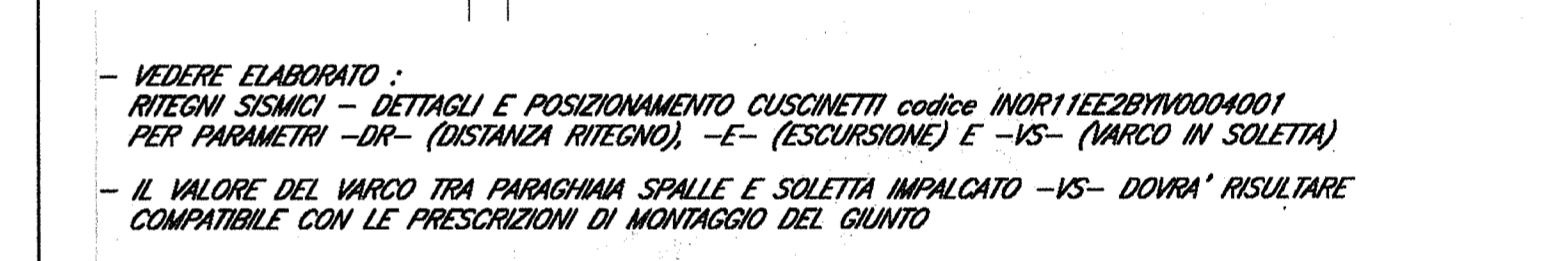 – VEDERE ELABORATO :
RITEGNI SISMICI – DETTAGLI E POSIZIONAMENTO CUSCINETTI codice INOR11EE2BYIV0004001
PER PARAMETRI –DR– (DISTANZA RITEGNO), –E– (ESCURSIONE) E –VS– (VARCO IN SOLETTA)
– IL VALORE DEL VARCO TRA PARAGHIAIA SPALLE E SOLETTA IMPALCATO –VS– DOVRA' RISULTARE
COMPATIBILE CON LE PRESCRIZIONI DI MONTAGGIO DEL GIUNTO